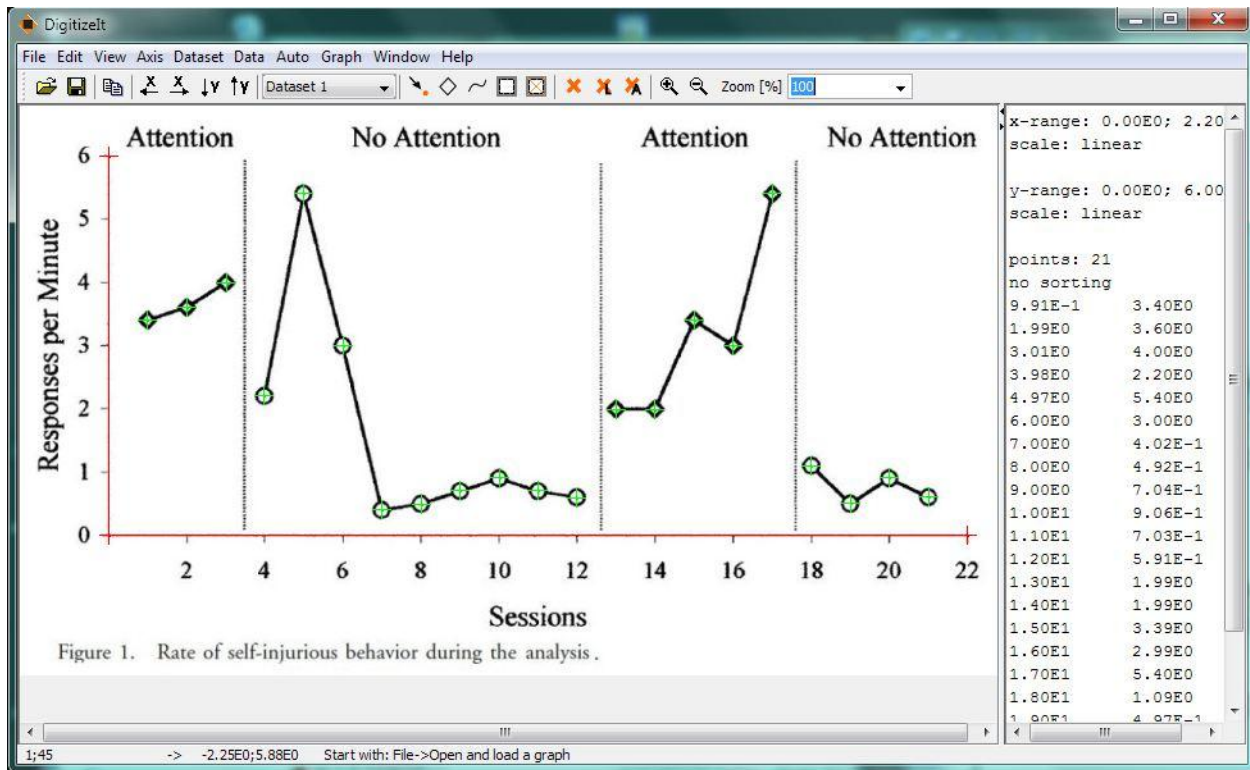 DigitizeIt
File Edit View Axis Dataset Data Auto Graph Window Help
X X Y Y Dataset 1 Zoom [%] 100
Attention No Attention Attention No Attention
6
5
4
3
2
1
0
Responses per Minute
2 4 6 8 10 12 14 16 18 20 22
Sessions
Figure 1. Rate of self-injurious behavior during the analysis.
x-range: 0.00E0; 2.20
scale: linear
y-range: 0.00E0; 6.00
scale: linear
points: 21
no sorting
9.91E-1 3.40E0
1.99E0 3.60E0
3.01E0 4.00E0
3.98E0 2.20E0
4.97E0 5.40E0
6.00E0 3.00E0
7.00E0 4.02E-1
8.00E0 4.92E-1
9.00E0 7.04E-1
1.00E1 9.06E-1
1.10E1 7.03E-1
1.20E1 5.91E-1
1.30E1 1.99E0
1.40E1 1.99E0
1.50E1 3.39E0
1.60E1 2.99E0
1.70E1 5.40E0
1.80E1 1.09E0
1.90E1 4.97E-1
1;45 -> -2.25E0;5.88E0 Start with: File->Open and load a graph